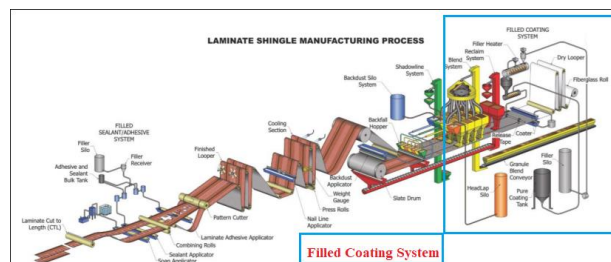 LAMINATE SHINGLE MANUFACTURING PROCESS
FILLED COATING
SYSTEM
Filler Heater
Reclaim
System
Blend
System
Dry Looper
Fiberglass Roll
Shadowline
System
Backdust Silo System
Backfall
Hopper
Cooling
Section
Finished
Looper
FILLED
SEALANT/ADHESIVE
SYSTEM
Filler
Silo
Filler
Receiver
Adhesive and
Sealant
Bulk Tank
Laminate Cut to
Length (CTL)
Pattern Cutter
Laminate Adhesive Applicator
Combining Rolls
Sealant Applicator
Backdust
Applicator
Weight
Gauge
Press Rolls
Nail Line
Applicator
Slate Drum
Release
Tape
Coater
Granule
Blend
Conveyor
Filler Silo
HeadLap
Silo
Pure
Coating
Tank
Filled Coating System